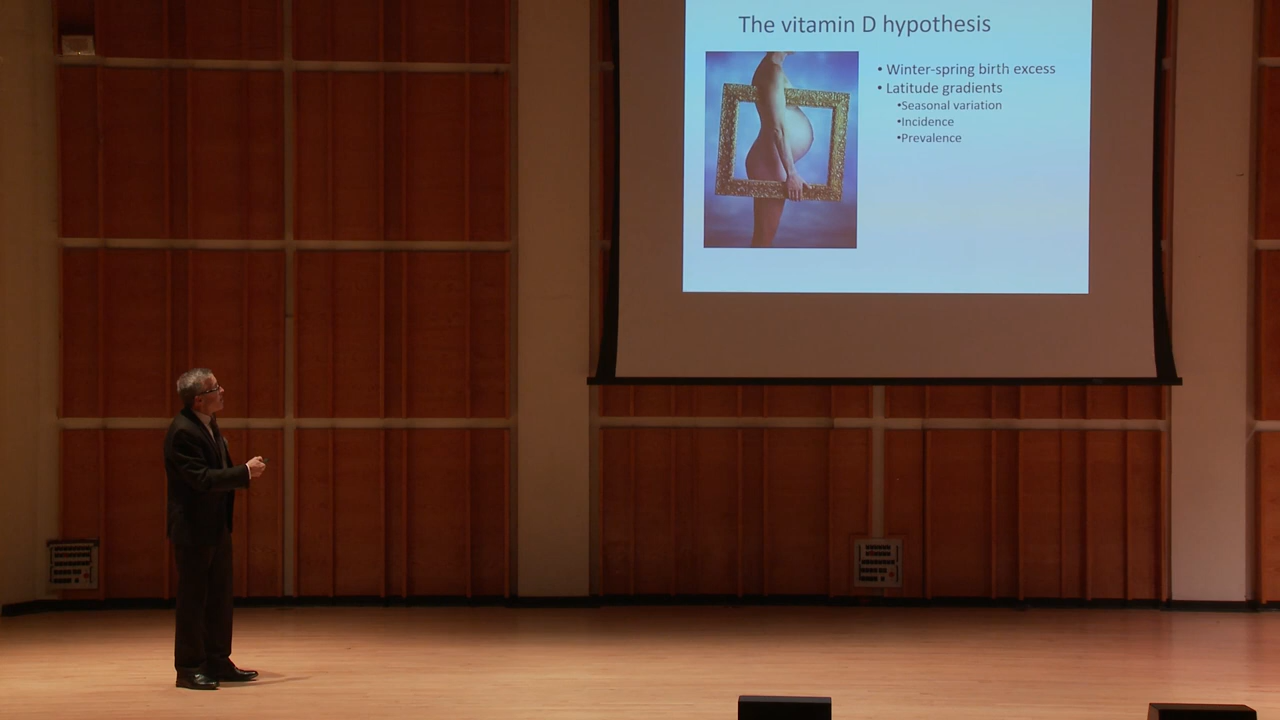 The vitamin D hypothesis
• Winter-spring birth excess
• Latitude gradients
•Seasonal variation
•Incidence
•Prevalence